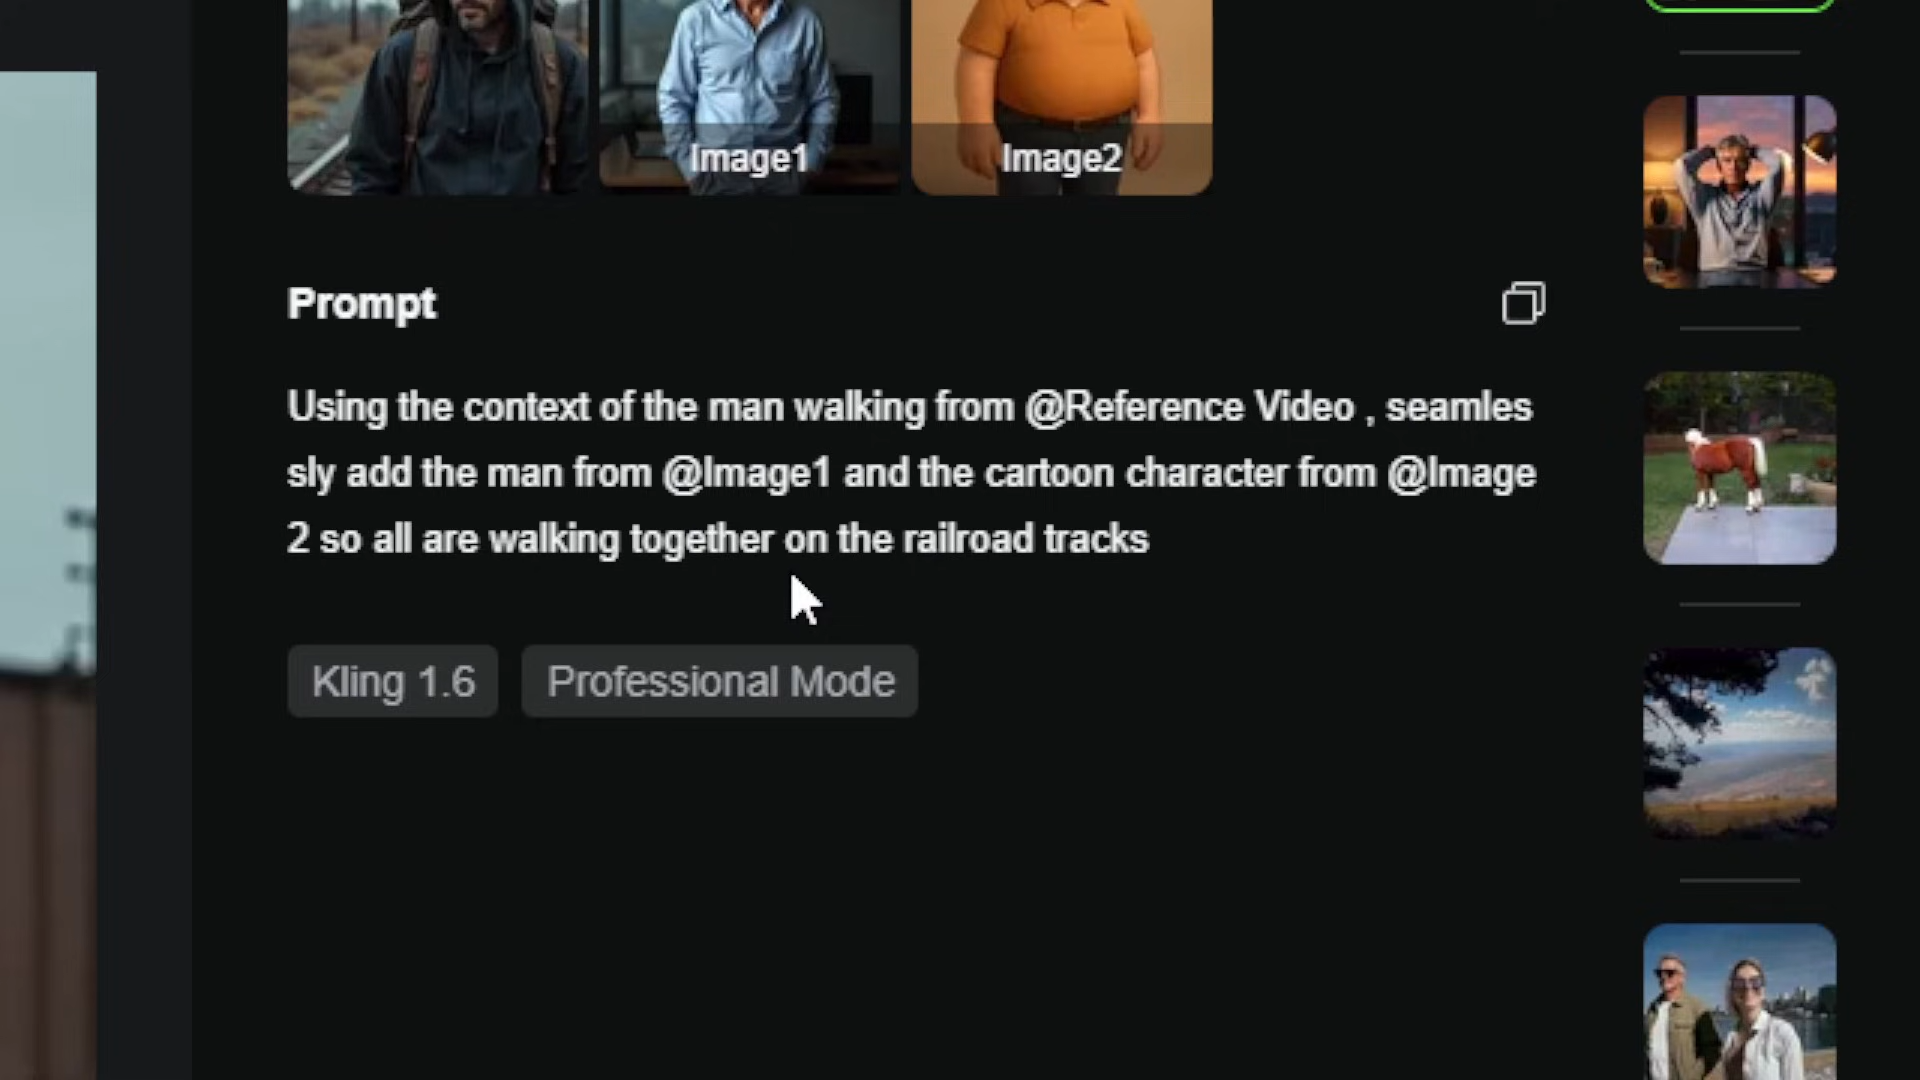 Image1
Image2
Prompt
Using the context of the man walking from @Reference Video , seamles
sly add the man from @Image1 and the cartoon character from @Image
2 so all are walking together on the railroad tracks
Kling 1.6
Professional Mode